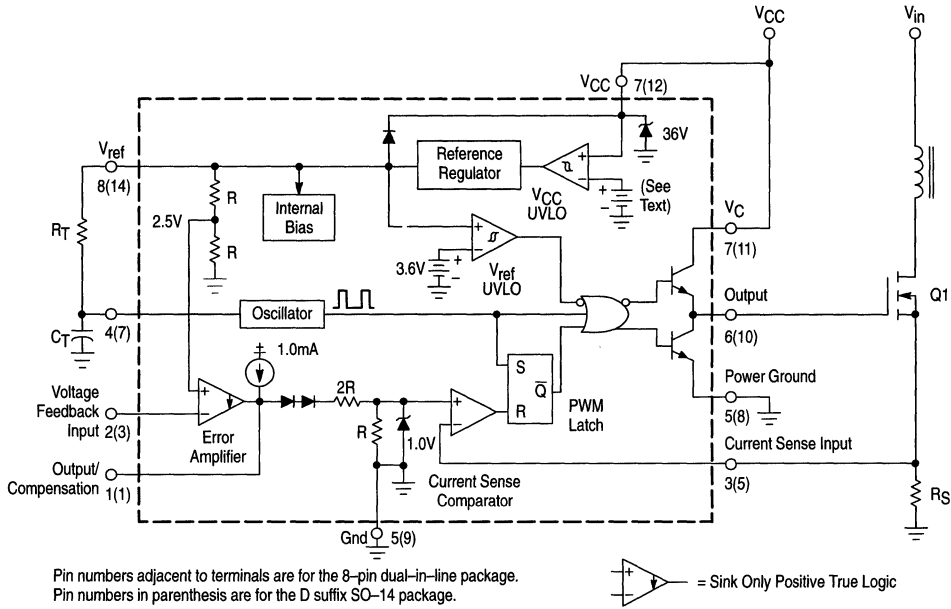 VCC
Vin
VCC 7(12)
36V
Vref
8(14)
Reference
Regulator
+
–
VCC
UVLO
+
–
(See
Text)
R
Internal
Bias
2.5V
R
RT
3.6V
+
–
+
–
Vref
UVLO
VC
7(11)
Output
6(10)
Q1
Oscillator
4(7)
CT
1.0mA
S
Q
R
PWM
Latch
Power Ground
5(8)
Voltage
Feedback
Input
2(3)
+
–
Error
Amplifier
2R
R
1.0V
+
–
Current Sense
Comparator
Current Sense Input
3(5)
RS
Output/
Compensation
1(1)
Gnd 5(9)
Pin numbers adjacent to terminals are for the 8–pin dual–in–line package.
Pin numbers in parenthesis are for the D suffix SO–14 package.
+
–
= Sink Only Positive True Logic